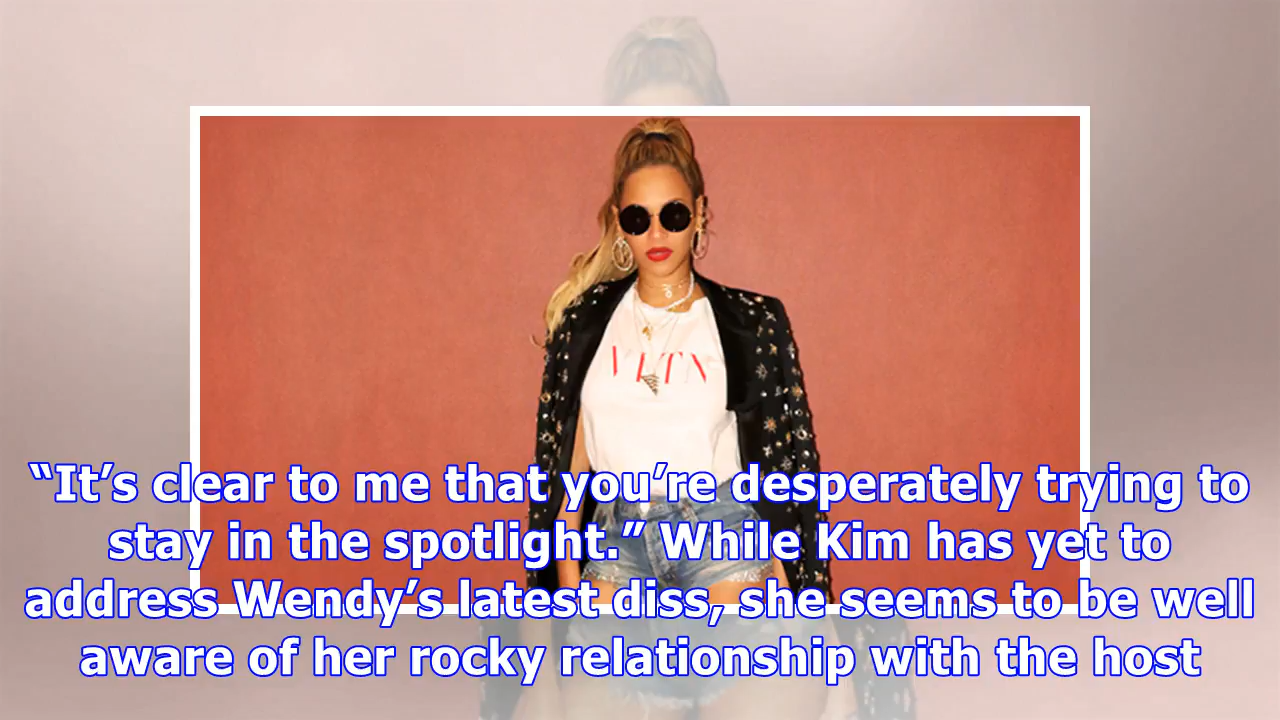 VLTN
“It’s clear to me that you’re desperately trying to
stay in the spotlight.” While Kim has yet to
address Wendy’s latest diss, she seems to be well
aware of her rocky relationship with the host